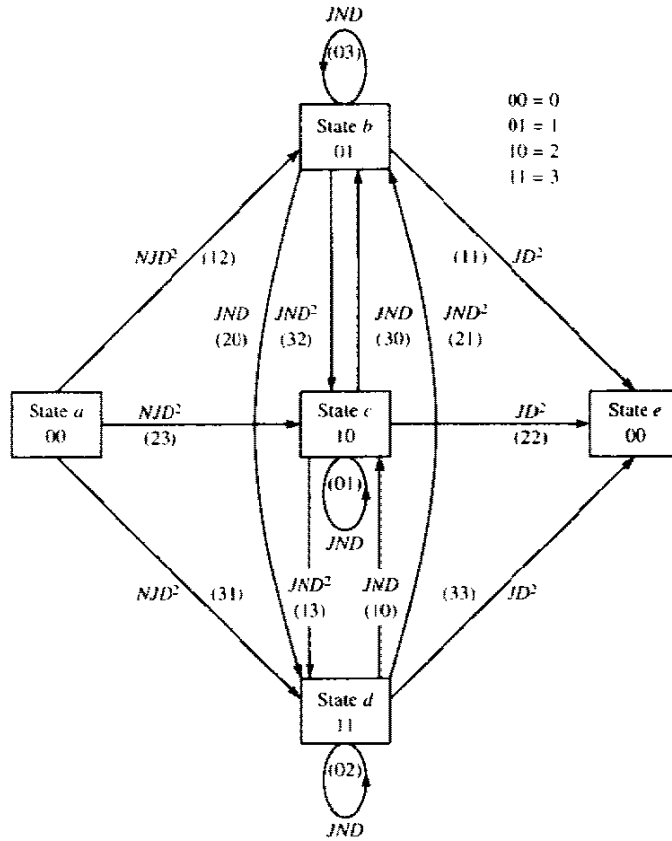 JND
(03)
00 = 0
01 = 1
10 = 2
11 = 3
State b
01
NJD²
(12)
(11)
JD²
JND
(20)
JND²
(32)
JND
(30)
JND²
(21)
State a
00
NJD²
(23)
State c
10
JD²
(22)
State e
00
(01)
JND
NJD²
(31)
JND²
(13)
JND
(10)
(33)
JD²
State d
11
(02)
JND